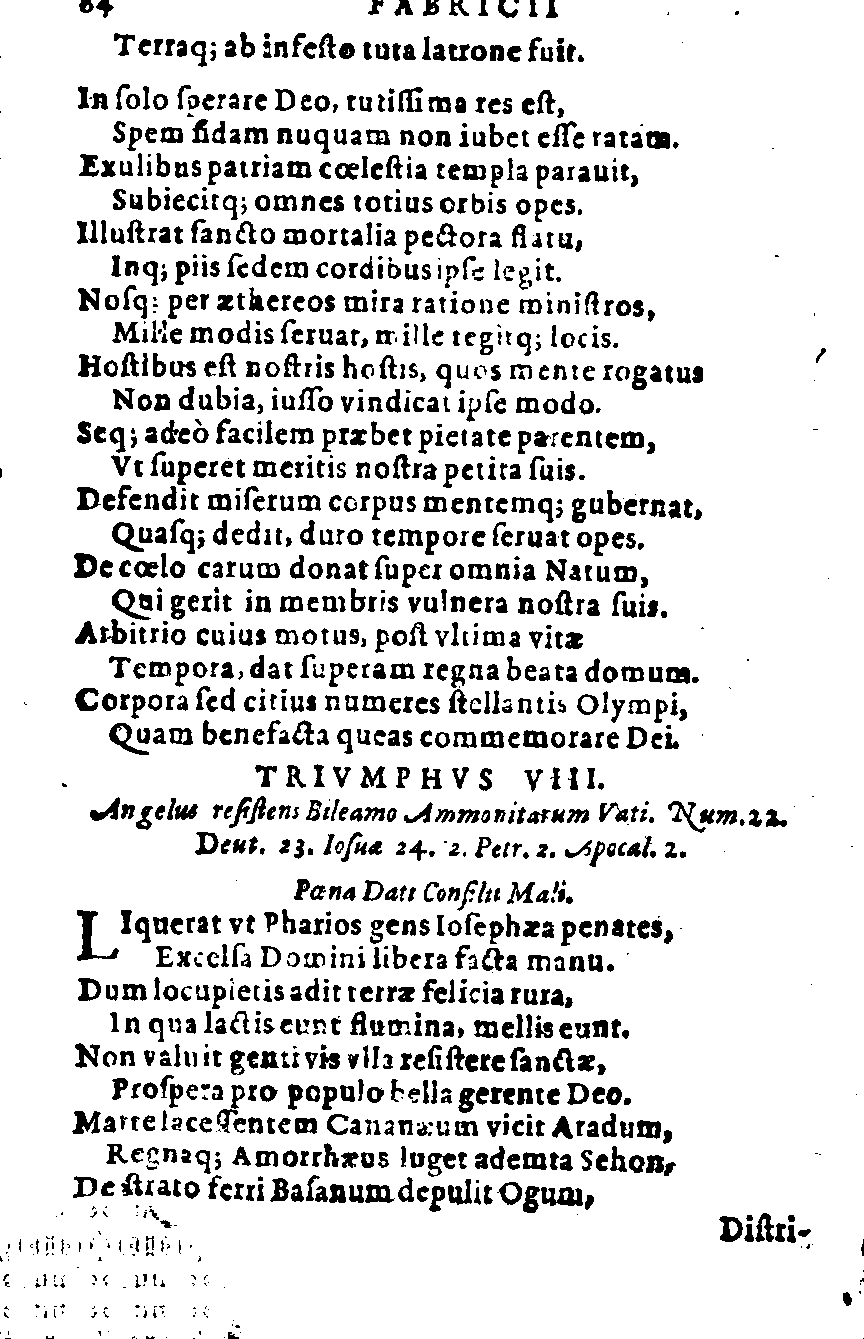 84 FABRICII
Terraq; ab infesto tuta latrone fuit.
In solo sperare Deo, tutissima res est,
Spem fidam nuquam non iubet esse ratam.
Exulibus patriam cœlestia templa parauit,
Subiecitq; omnes totius orbis opes.
Illustrat sancto mortalia pectora flatu,
Inq; piis sedem cordibus ipse legit.
Nosq; per æthereos mira ratione ministros,
Mille modis seruat, mille tegitq; locis.
Hostibus est nostris hostis, quos mente rogatus
Non dubia, iusso vindicat ipse modo.
Seq; adeò facilem præbet pietate parentem,
Vt superet meritis nostra petita suis.
Defendit miserum corpus mentemq; gubernat,
Quasq; dedit, duro tempore seruat opes.
De cœlo carum donat super omnia Natum,
Qui gerit in membris vulnera nostra suis.
Arbitrio cuius motus, post vltima vitæ
Tempora, dat superam regna beata domum.
Corpora sed citius numeres stellantis Olympi,
Quam benefacta queas commemorare Dei.
TRIVMPHVS VIII.
Angelus resistens Bileamo Ammonitarum Vati. Num. 22.
Deut. 23. Iosuæ 24. 2. Petr. 2. Apocal. 2.
Pœna Dati Consilii Mali.
LIquerat vt Pharios gens Iosephæa penates,
Excelsa Domini libera facta manu.
Dum locupletis adit terræ felicia rura,
In qua lactis eunt flumina, mellis eunt.
Non valuit genti vis vlla resistere sanctæ,
Prospera pro populo bella gerente Deo.
Marte lacessentem Cananæum vicit Aradum,
Regnaq; Amorrhæus luget ademta Sehon,
De strato ferri Basanum depulit Ogum,
Distri-